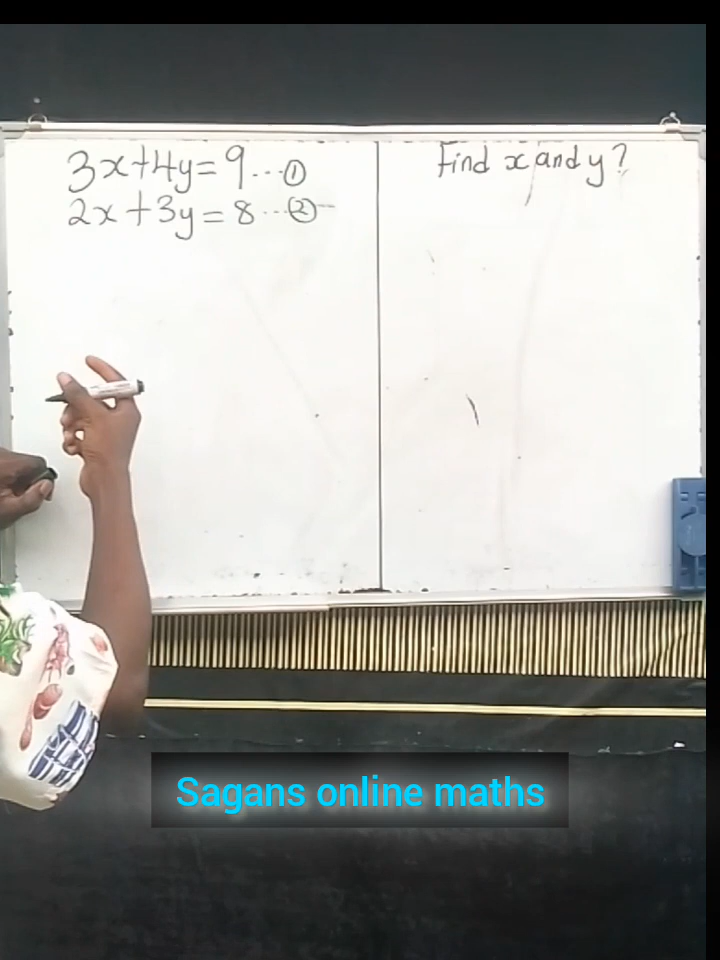 3x+4y=9...①
2x+3y=8...②
Find x and y?
Sagans online maths